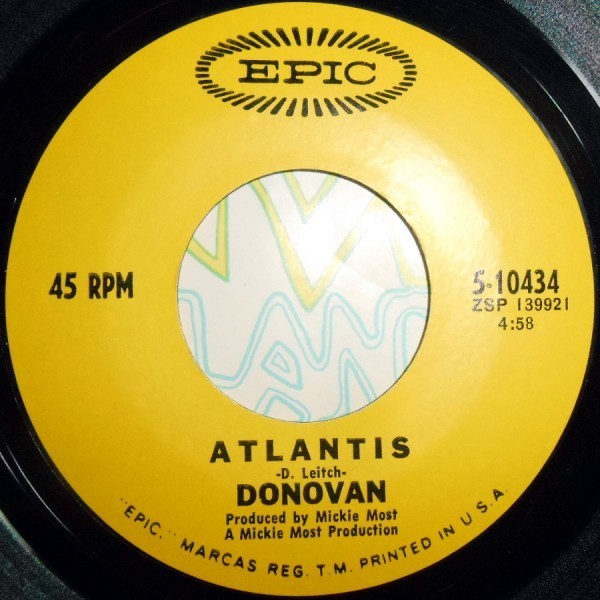 EPIC
45 RPM
5-10434
ZSP 139921
4:58
ATLANTIS
-D. Leitch-
DONOVAN
Produced by Mickie Most
A Mickie Most Production
"EPIC," MARCAS REG. T.M. PRINTED IN U.S.A.